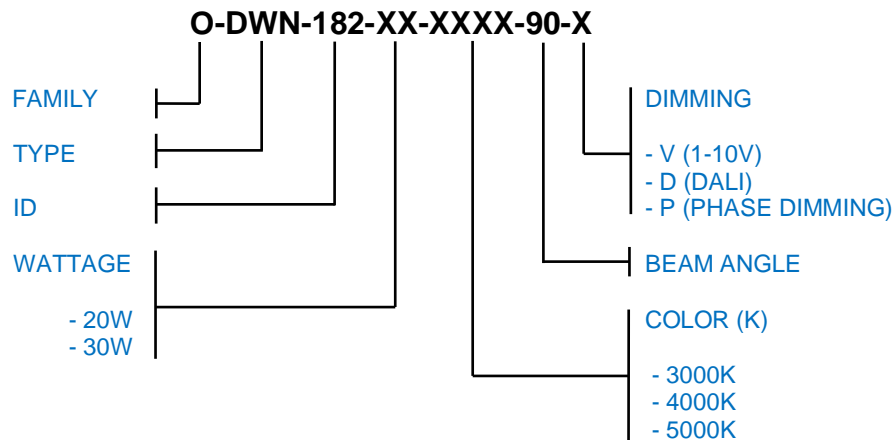 O-DWN-182-XX-XXXX-90-X
FAMILY
TYPE
ID
WATTAGE
- 20W
- 30W
DIMMING
- V (1-10V)
- D (DALI)
- P (PHASE DIMMING)
BEAM ANGLE
COLOR (K)
- 3000K
- 4000K
- 5000K